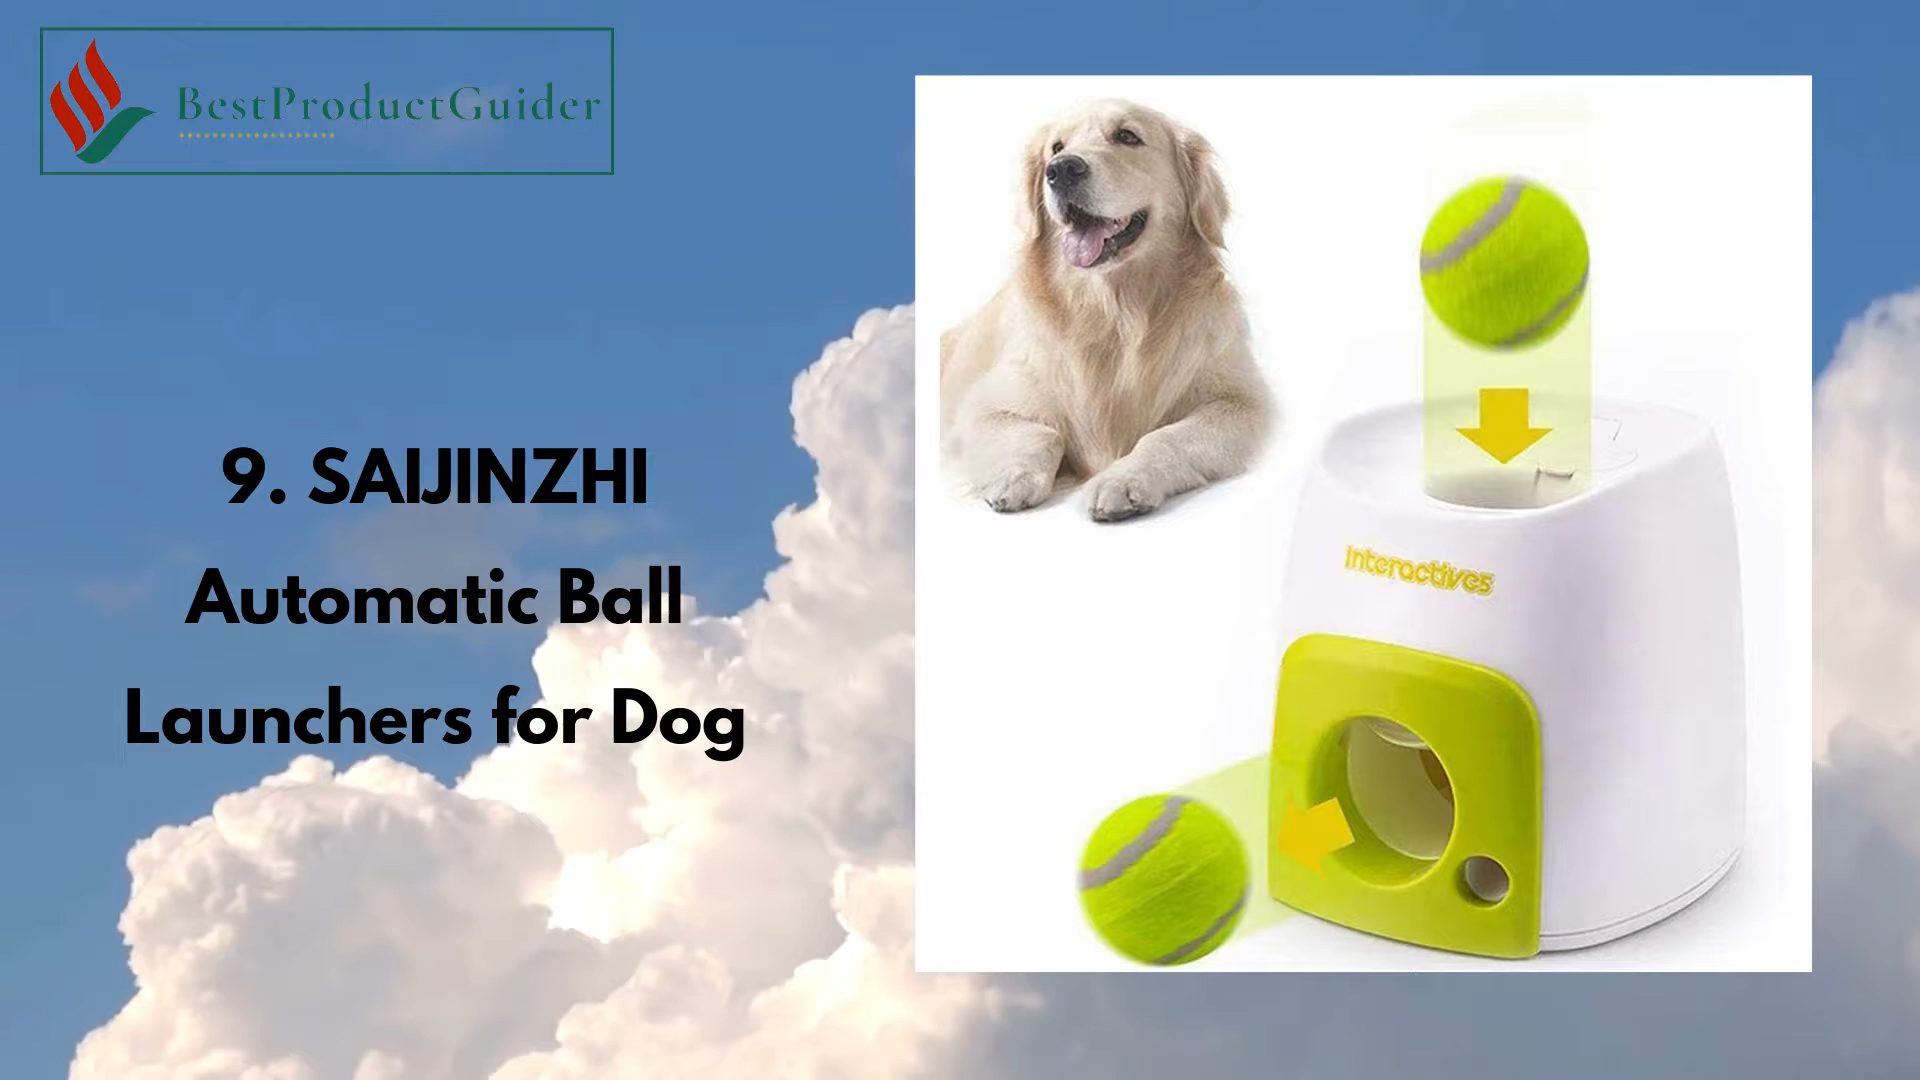 BestProductGuider
9. SAIJINZHI
Automatic Ball
Launchers for Dog
Interactives